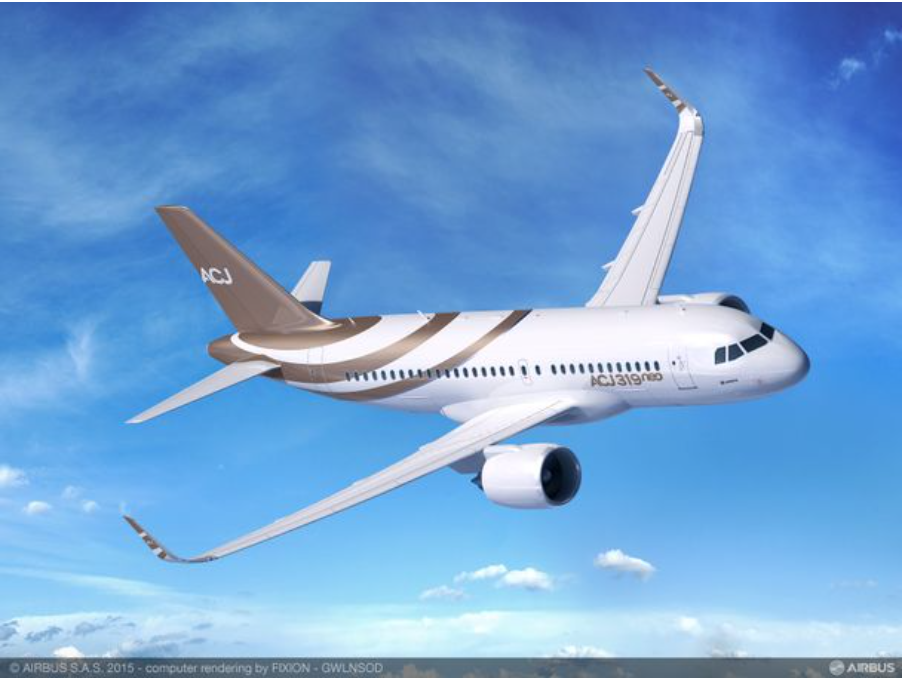 ACJ
ACJ319neo
© AIRBUS S.A.S. 2015 - computer rendering by FIXION - GWLNSOD
AIRBUS